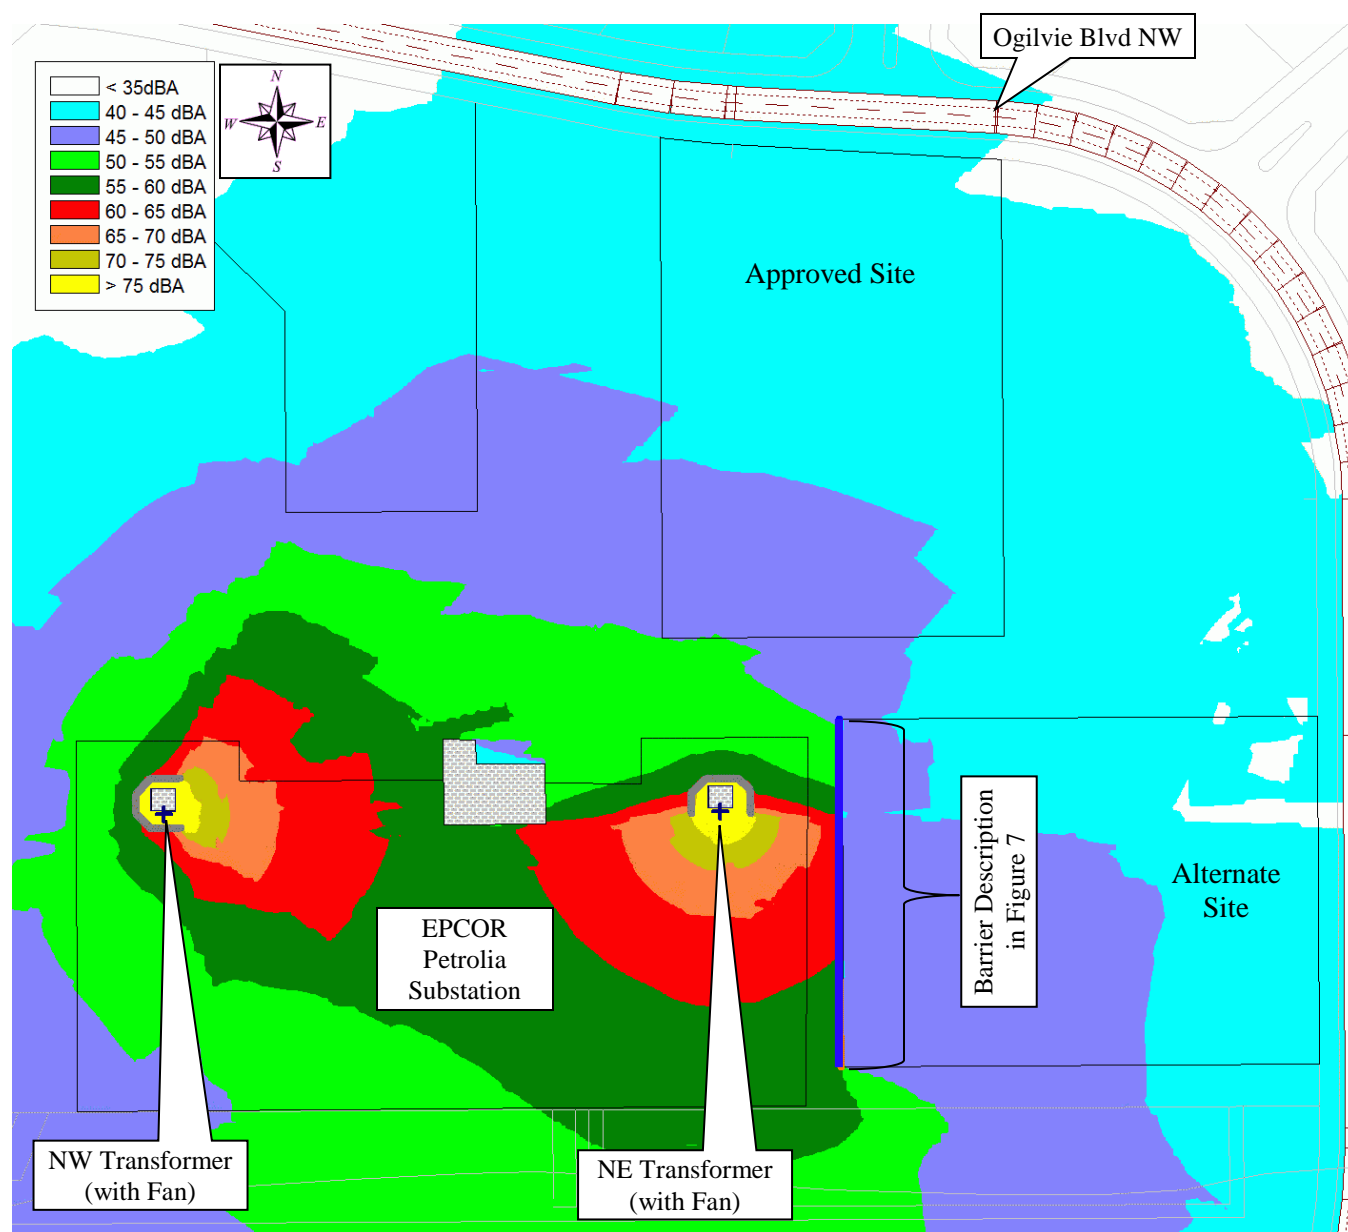 Ogilvie Blvd NW
< 35dBA
40 - 45 dBA
45 - 50 dBA
50 - 55 dBA
55 - 60 dBA
60 - 65 dBA
65 - 70 dBA
70 - 75 dBA
> 75 dBA
N
W
E
S
Approved Site
Alternate
Site
Barrier Description
in Figure 7
EPCOR
Petrolia
Substation
NW Transformer
(with Fan)
NE Transformer
(with Fan)